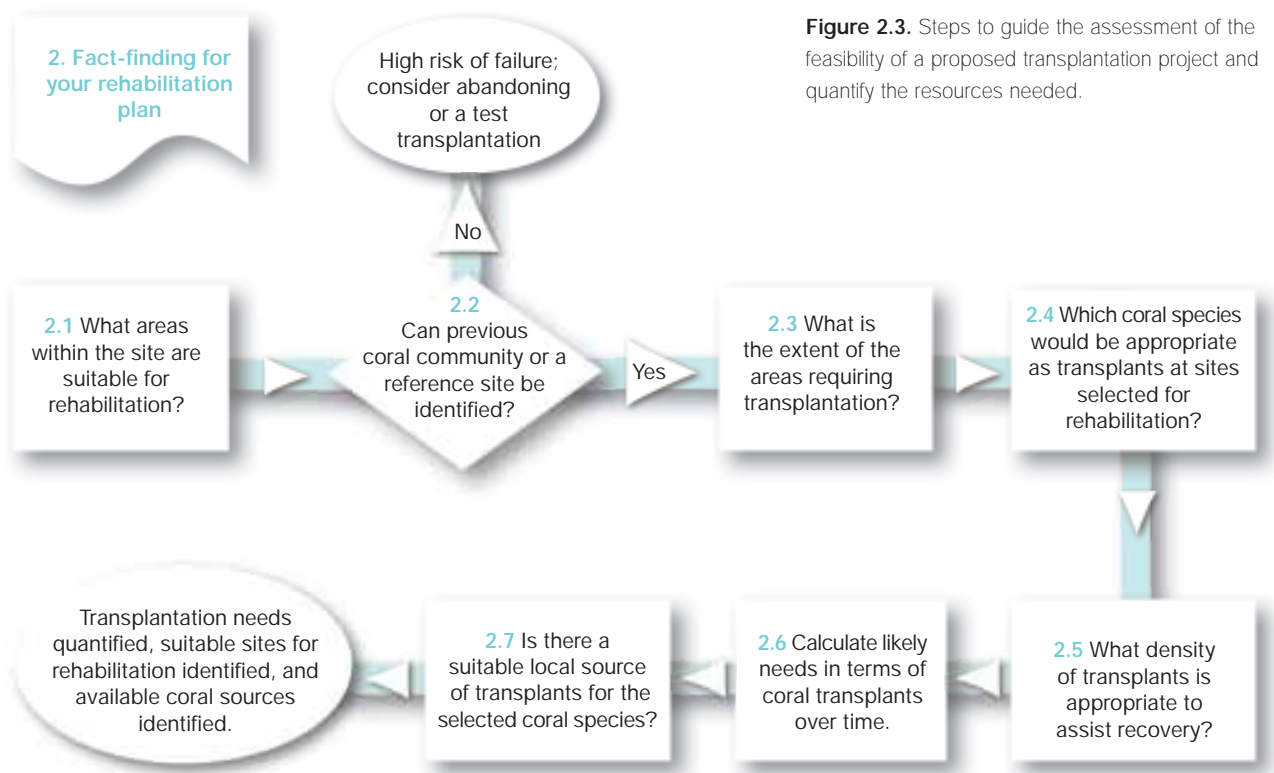 2. Fact-finding for
your rehabilitation
plan
High risk of failure;
consider abandoning
or a test
transplantation
Figure 2.3. Steps to guide the assessment of the
feasibility of a proposed transplantation project and
quantify the resources needed.
No
2.1 What areas
within the site are
suitable for
rehabilitation?
2.2
Can previous
coral community or a
reference site be
identified?
Yes
2.3 What is
the extent of the
areas requiring
transplantation?
2.4 Which coral species
would be appropriate
as transplants at sites
selected for
rehabilitation?
2.5 What density
of transplants is
appropriate to
assist recovery?
2.6 Calculate likely
needs in terms of
coral transplants
over time.
2.7 Is there a
suitable local source
of transplants for the
selected coral species?
Transplantation needs
quantified, suitable sites for
rehabilitation identified, and
available coral sources
identified.